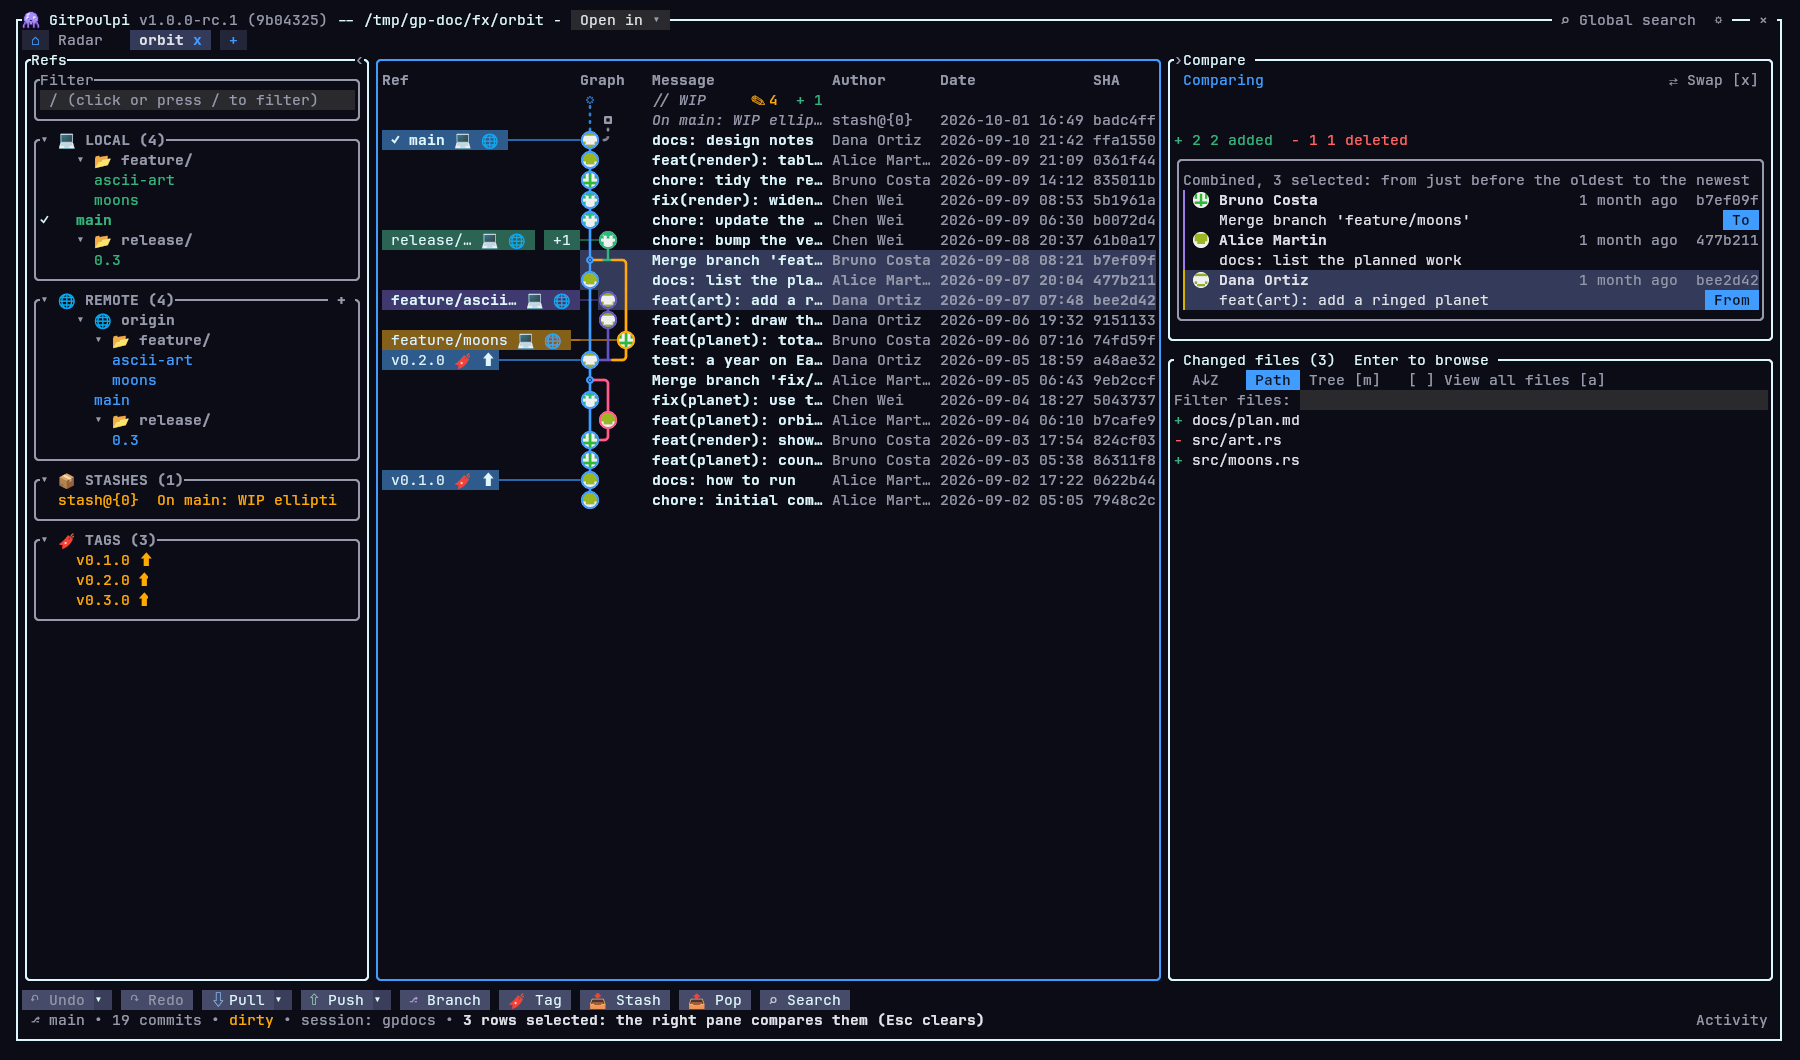 GitPoulpi v1.0.0-rc.1 (9b04325) -- /tmp/gp-doc/fx/orbit - Open in ▾ Global search
Radar orbit x +
Refs
Filter
/ (click or press / to filter)
LOCAL (4)
feature/
ascii-art
moons
✓ main
release/
0.3
REMOTE (4) +
origin
feature/
ascii-art
moons
main
release/
0.3
STASHES (1)
stash@{0} On main: WIP ellipti
TAGS (3)
v0.1.0
v0.2.0
v0.3.0
Ref Graph Message Author Date SHA
// WIP 4 + 1
On main: WIP ellip… stash@{0} 2026-10-01 16:49 badc4ff
✓ main docs: design notes Dana Ortiz 2026-09-10 21:42 ffa1550
feat(render): tabl… Alice Mart… 2026-09-09 21:09 0361f44
chore: tidy the re… Bruno Costa 2026-09-09 14:12 835011b
fix(render): widen… Chen Wei 2026-09-09 08:53 5b1961a
chore: update the … Chen Wei 2026-09-09 06:30 b0072d4
release/… +1 chore: bump the ve… Chen Wei 2026-09-08 20:37 61b0a17
Merge branch 'feat… Bruno Costa 2026-09-08 08:21 b7ef09f
docs: list the pla… Alice Mart… 2026-09-07 20:04 477b211
feature/ascii… feat(art): add a r… Dana Ortiz 2026-09-07 07:48 bee2d42
feat(art): draw th… Dana Ortiz 2026-09-06 19:32 9151133
feature/moons feat(planet): tota… Bruno Costa 2026-09-06 07:16 74fd59f
v0.2.0 test: a year on Ea… Dana Ortiz 2026-09-05 18:59 a48ae32
Merge branch 'fix/… Alice Mart… 2026-09-05 06:43 9eb2ccf
fix(planet): use t… Chen Wei 2026-09-04 18:27 5043737
feat(planet): orbi… Alice Mart… 2026-09-04 06:10 b7cafe9
feat(render): show… Bruno Costa 2026-09-03 17:54 824cf03
feat(planet): coun… Bruno Costa 2026-09-03 05:38 86311f8
v0.1.0 docs: how to run Alice Mart… 2026-09-02 17:22 0622b44
chore: initial com… Alice Mart… 2026-09-02 05:05 7948c2c
Compare
Comparing ⇄ Swap [x]
+ 2 2 added - 1 1 deleted
Combined, 3 selected: from just before the oldest to the newest
Bruno Costa 1 month ago b7ef09f
Merge branch 'feature/moons' To
Alice Martin 1 month ago 477b211
docs: list the planned work
Dana Ortiz 1 month ago bee2d42
feat(art): add a ringed planet From
Changed files (3) Enter to browse
A↓Z Path Tree [m] [ ] View all files [a]
Filter files:
+ docs/plan.md
- src/art.rs
+ src/moons.rs
Undo ▾ Redo Pull ▾ Push ▾ Branch Tag Stash Pop Search
main • 19 commits • dirty • session: gpdocs • 3 rows selected: the right pane compares them (Esc clears) Activity